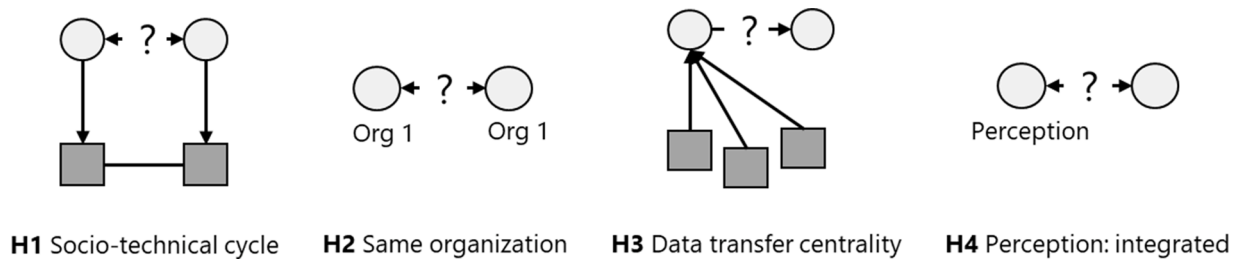 ?
?
?
?
Org 1
Org 1
Perception
H1 Socio-technical cycle
H2 Same organization
H3 Data transfer centrality
H4 Perception: integrated